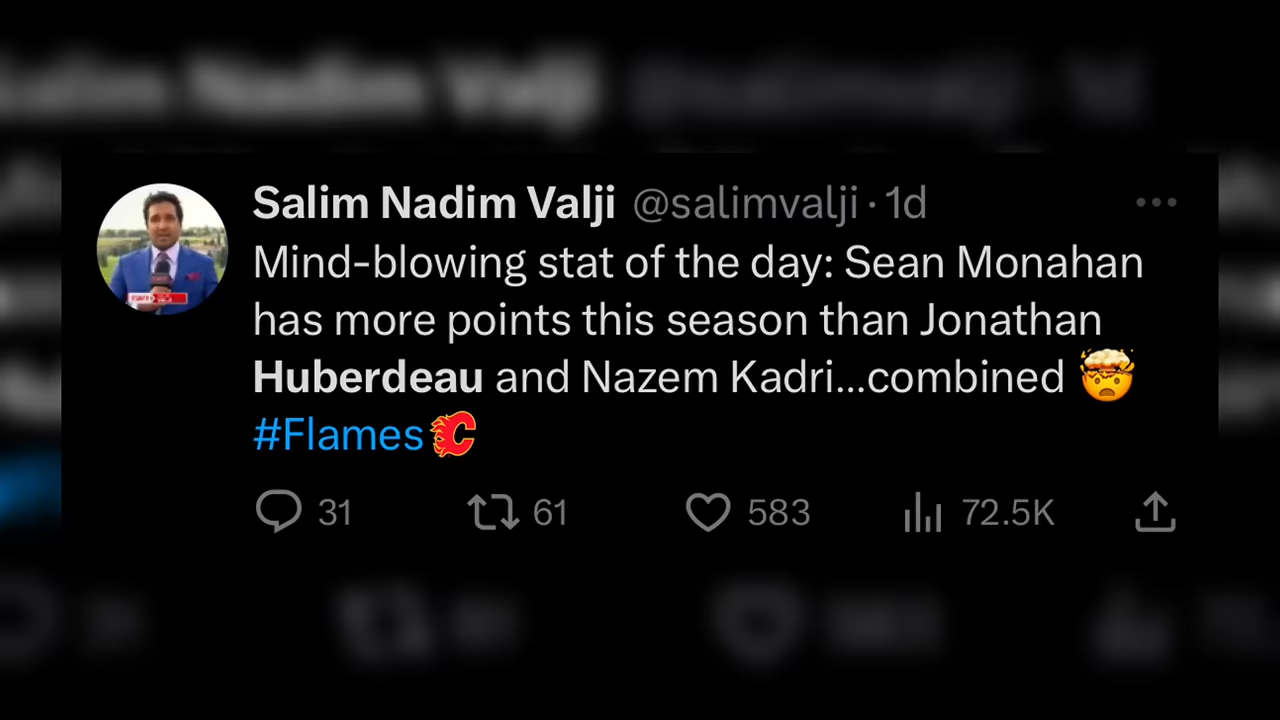 Salim Nadim Valji @salimvalji · 1d
Mind-blowing stat of the day: Sean Monahan
has more points this season than Jonathan
Huberdeau and Nazem Kadri...combined 🤯
#Flames
31 61 583 72.5K